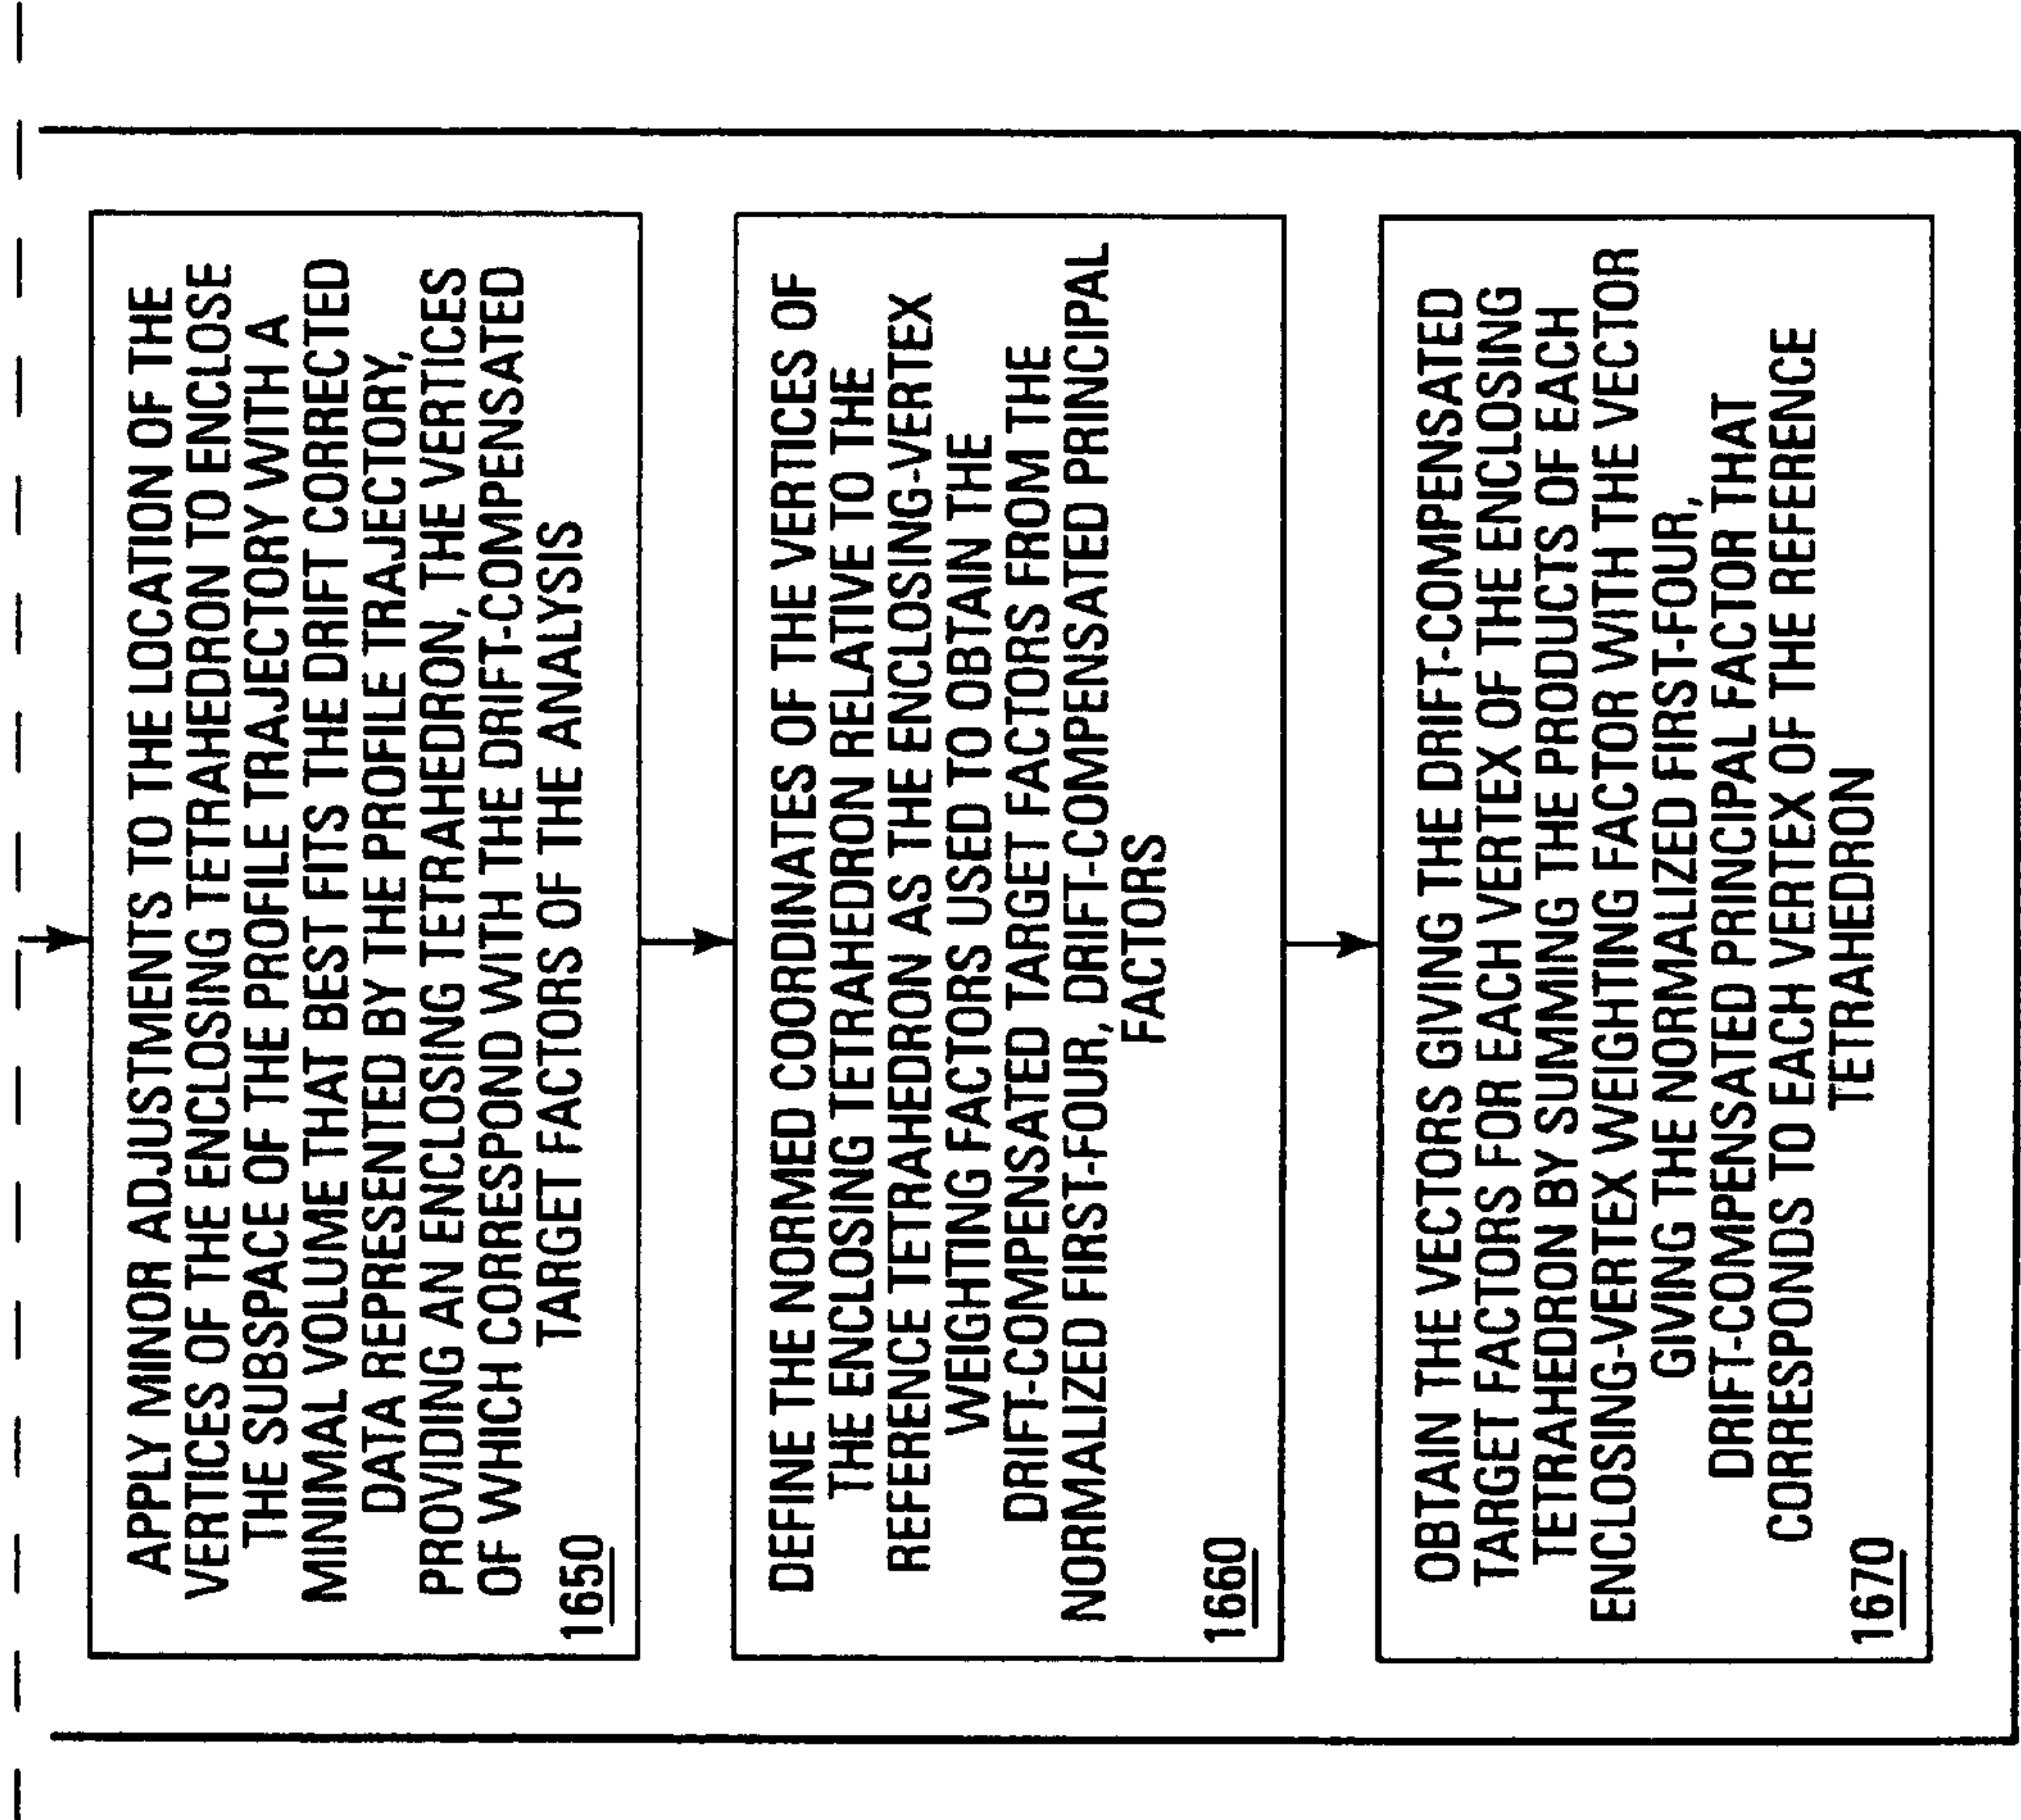 APPLY MINOR ADJUSTMENTS TO THE LOCATION OF THE
VERTICES OF THE ENCLOSING TETRAHEDRON TO ENCLOSE
THE SUBSPACE OF THE PROFILE TRAJECTORY WITH A
MINIMAL VOLUME THAT BEST FITS THE DRIFT CORRECTED
DATA REPRESENTED BY THE PROFILE TRAJECTORY,
PROVIDING AN ENCLOSING TETRAHEDRON, THE VERTICES
OF WHICH CORRESPOND WITH THE DRIFT-COMPENSATED
TARGET FACTORS OF THE ANALYSIS
1650
DEFINE THE NORMED COORDINATES OF THE VERTICES OF
THE ENCLOSING TETRAHEDRON RELATIVE TO THE
REFERENCE TETRAHEDRON AS THE ENCLOSING-VERTEX
WEIGHTING FACTORS USED TO OBTAIN THE
DRIFT-COMPENSATED TARGET FACTORS FROM THE
NORMALIZED FIRST-FOUR, DRIFT-COMPENSATED PRINCIPAL
FACTORS
1660
OBTAIN THE VECTORS GIVING THE DRIFT-COMPENSATED
TARGET FACTORS FOR EACH VERTEX OF THE ENCLOSING
TETRAHEDRON BY SUMMING THE PRODUCTS OF EACH
ENCLOSING-VERTEX WEIGHTING FACTOR WITH THE VECTOR
GIVING THE NORMALIZED FIRST-FOUR,
DRIFT-COMPENSATED PRINCIPAL FACTOR THAT
CORRESPONDS TO EACH VERTEX OF THE REFERENCE
TETRAHEDRON
1670